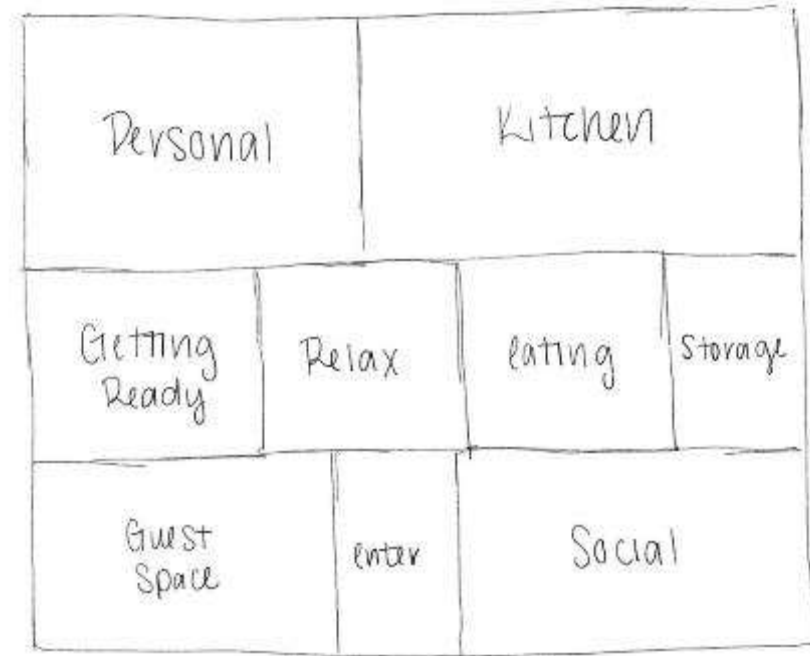 Personal
Kitchen
Getting
Ready
Relax
eating
Storage
Guest
Space
enter
Social